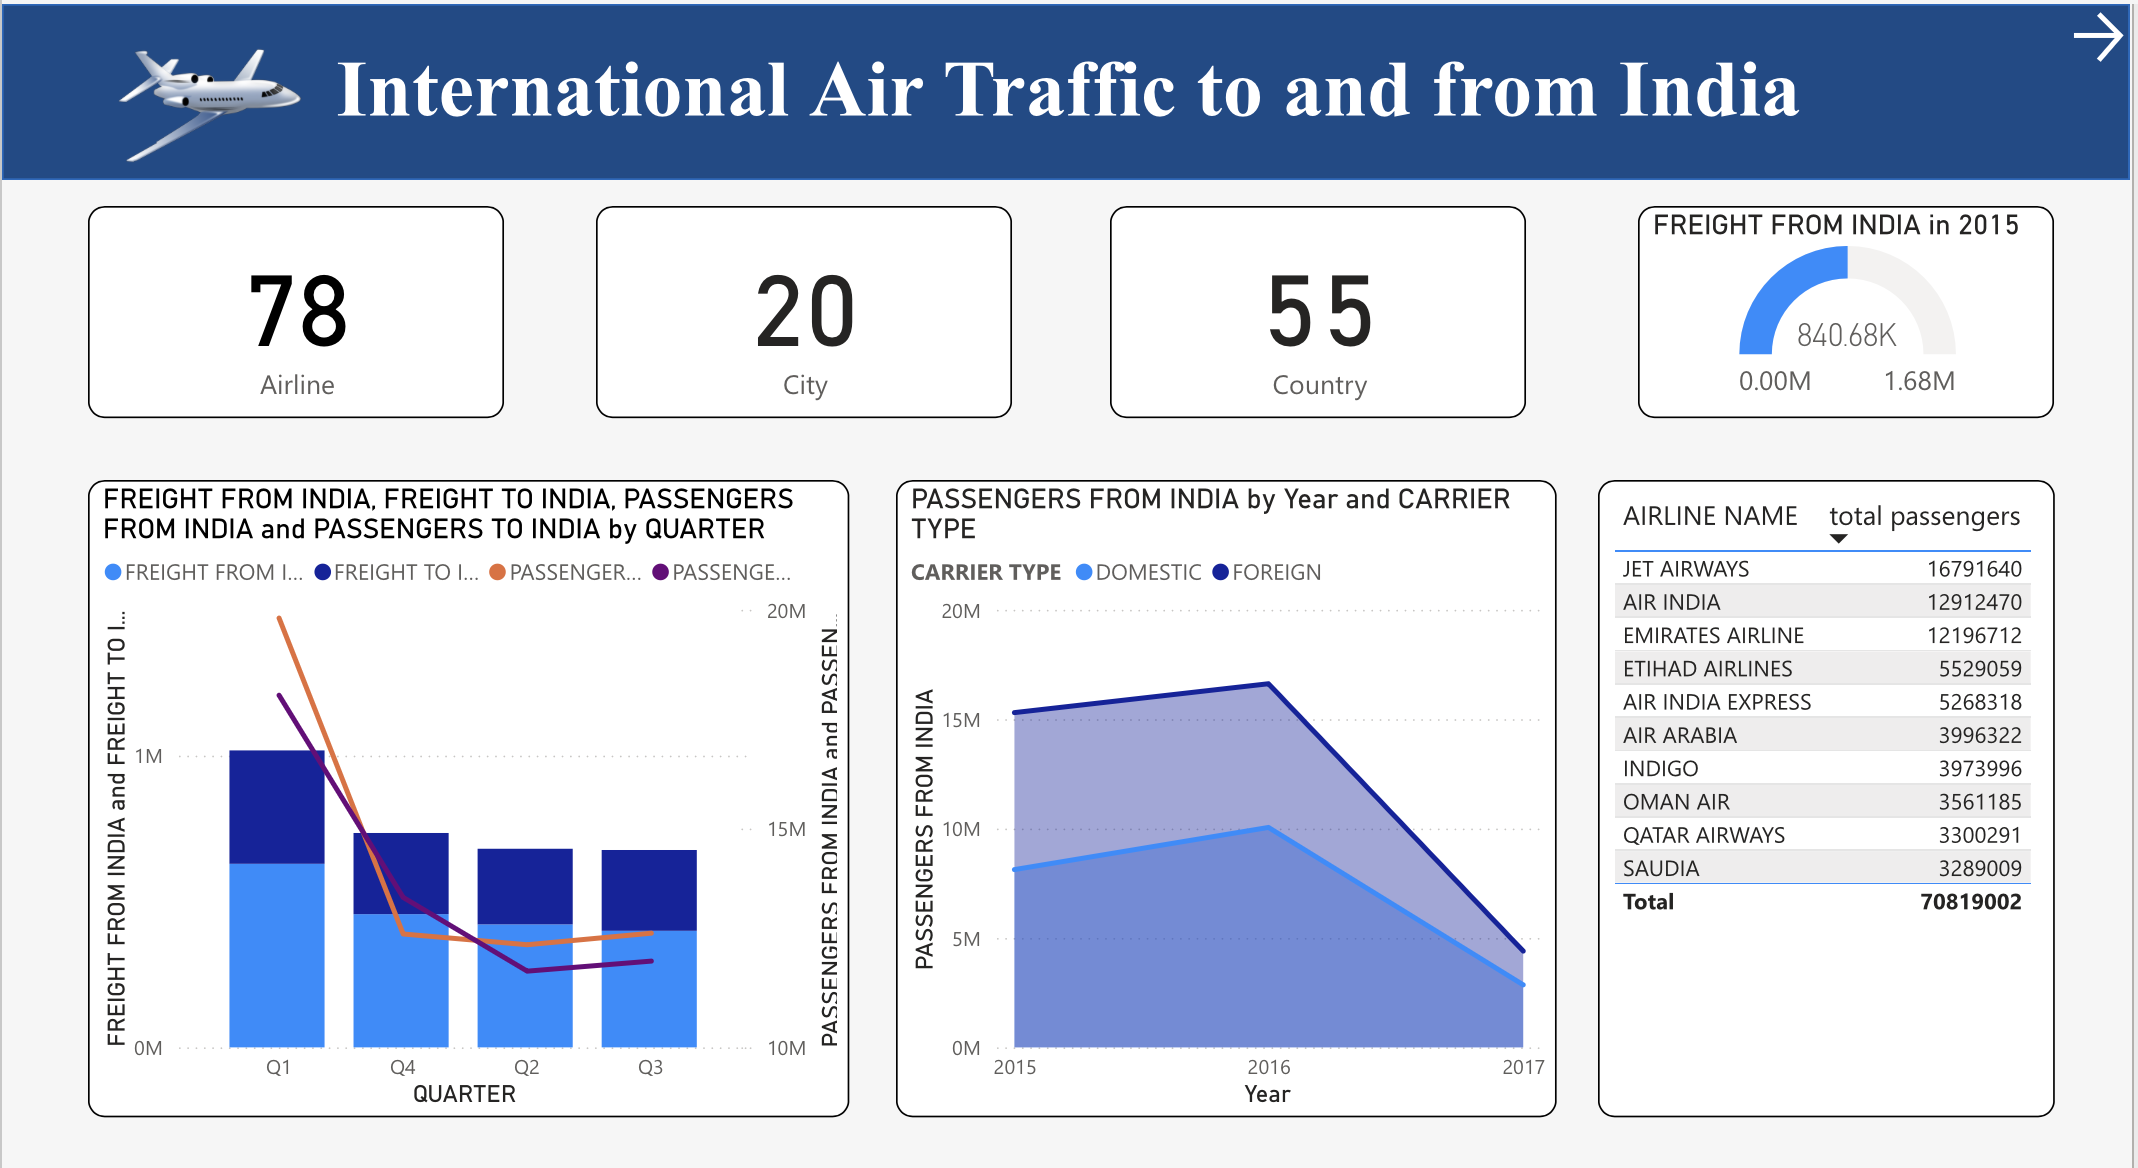 International Air Traffic to and from India
78
Airline
20
City
55
Country
FREIGHT FROM INDIA in 2015
840.68K
0.00M 1.68M
FREIGHT FROM INDIA, FREIGHT TO INDIA, PASSENGERS
FROM INDIA and PASSENGERS TO INDIA by QUARTER
FREIGHT FROM I... FREIGHT TO I... PASSENGER... PASSENGE...
FREIGHT FROM INDIA and FREIGHT TO I...
1M
0M
20M
15M
10M
PASSENGERS FROM INDIA and PASSEN...
Q1 Q4 Q2 Q3
QUARTER
PASSENGERS FROM INDIA by Year and CARRIER
TYPE
CARRIER TYPE DOMESTIC FOREIGN
PASSENGERS FROM INDIA
20M
15M
10M
5M
0M
2015 2016 2017
Year
AIRLINE NAME total passengers
JET AIRWAYS 16791640
AIR INDIA 12912470
EMIRATES AIRLINE 12196712
ETIHAD AIRLINES 5529059
AIR INDIA EXPRESS 5268318
AIR ARABIA 3996322
INDIGO 3973996
OMAN AIR 3561185
QATAR AIRWAYS 3300291
SAUDIA 3289009
Total 70819002